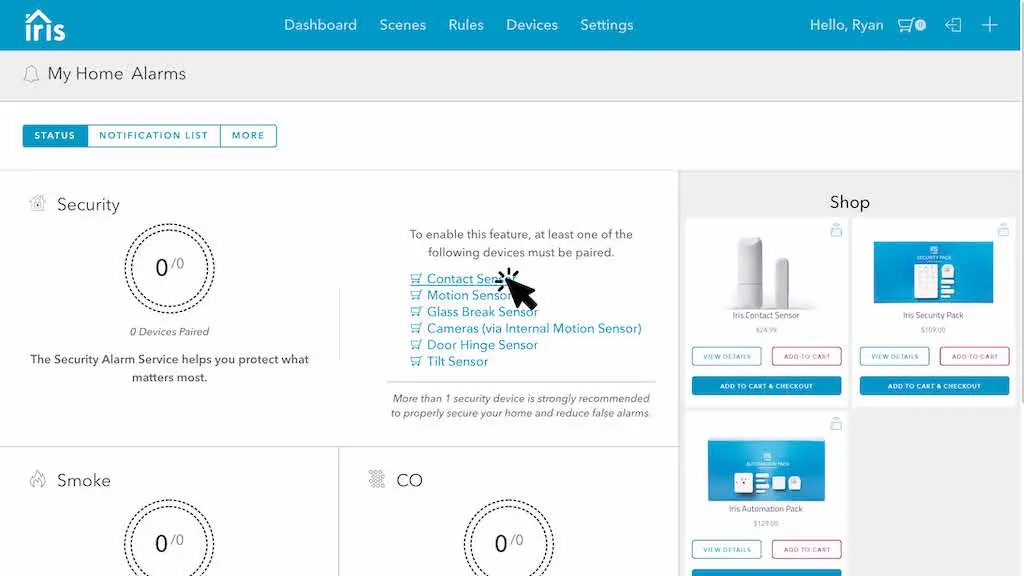 iris
Dashboard Scenes Rules Devices Settings
Hello, Ryan
0
My Home Alarms
STATUS NOTIFICATION LIST MORE
Security
0/0
0 Devices Paired
The Security Alarm Service helps you protect what
matters most.
To enable this feature, at least one of the
following devices must be paired.
Contact Sensor
Motion Sensor
Glass Break Sensor
Cameras (via Internal Motion Sensor)
Door Hinge Sensor
Tilt Sensor
More than 1 security device is strongly recommended
to properly secure your home and reduce false alarms.
Smoke
0/0
CO
0/0
Shop
Iris Contact Sensor
$24.99
VIEW DETAILS ADD TO CART
ADD TO CART & CHECKOUT
SECURITY PACK
Iris Security Pack
$109.00
VIEW DETAILS ADD TO CART
ADD TO CART & CHECKOUT
AUTOMATION PACK
Iris Automation Pack
$129.00
VIEW DETAILS ADD TO CART